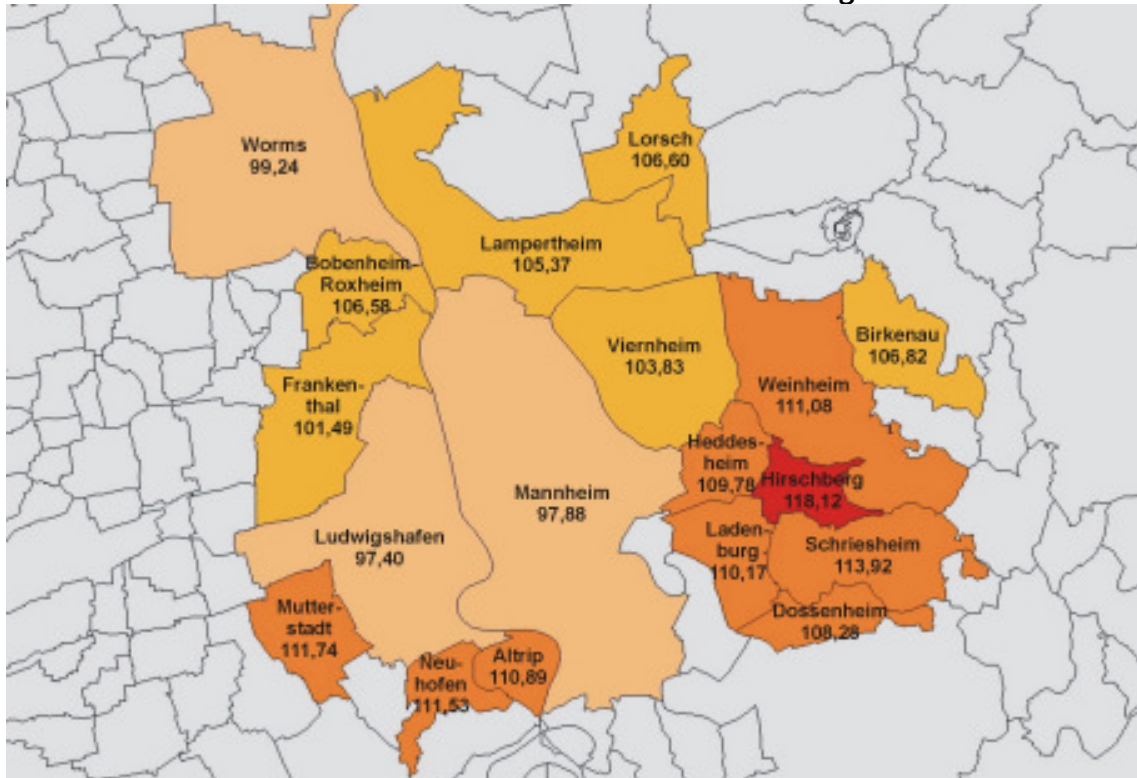 Worms
99,24
Lorsch
106,60
Lampertheim
105,37
Bobenheim-
Roxheim
106,58
Viernheim
103,83
Birkenau
106,82
Franken-
thal
101,49
Weinheim
111,08
Heddes-
heim
109,78
Hirschberg
118,12
Mannheim
97,88
Ludwigshafen
97,40
Laden-
burg
110,17
Schriesheim
113,92
Dossenheim
108,28
Mutter-
stadt
111,74
Neu-
hofen
111,53
Altrip
110,89